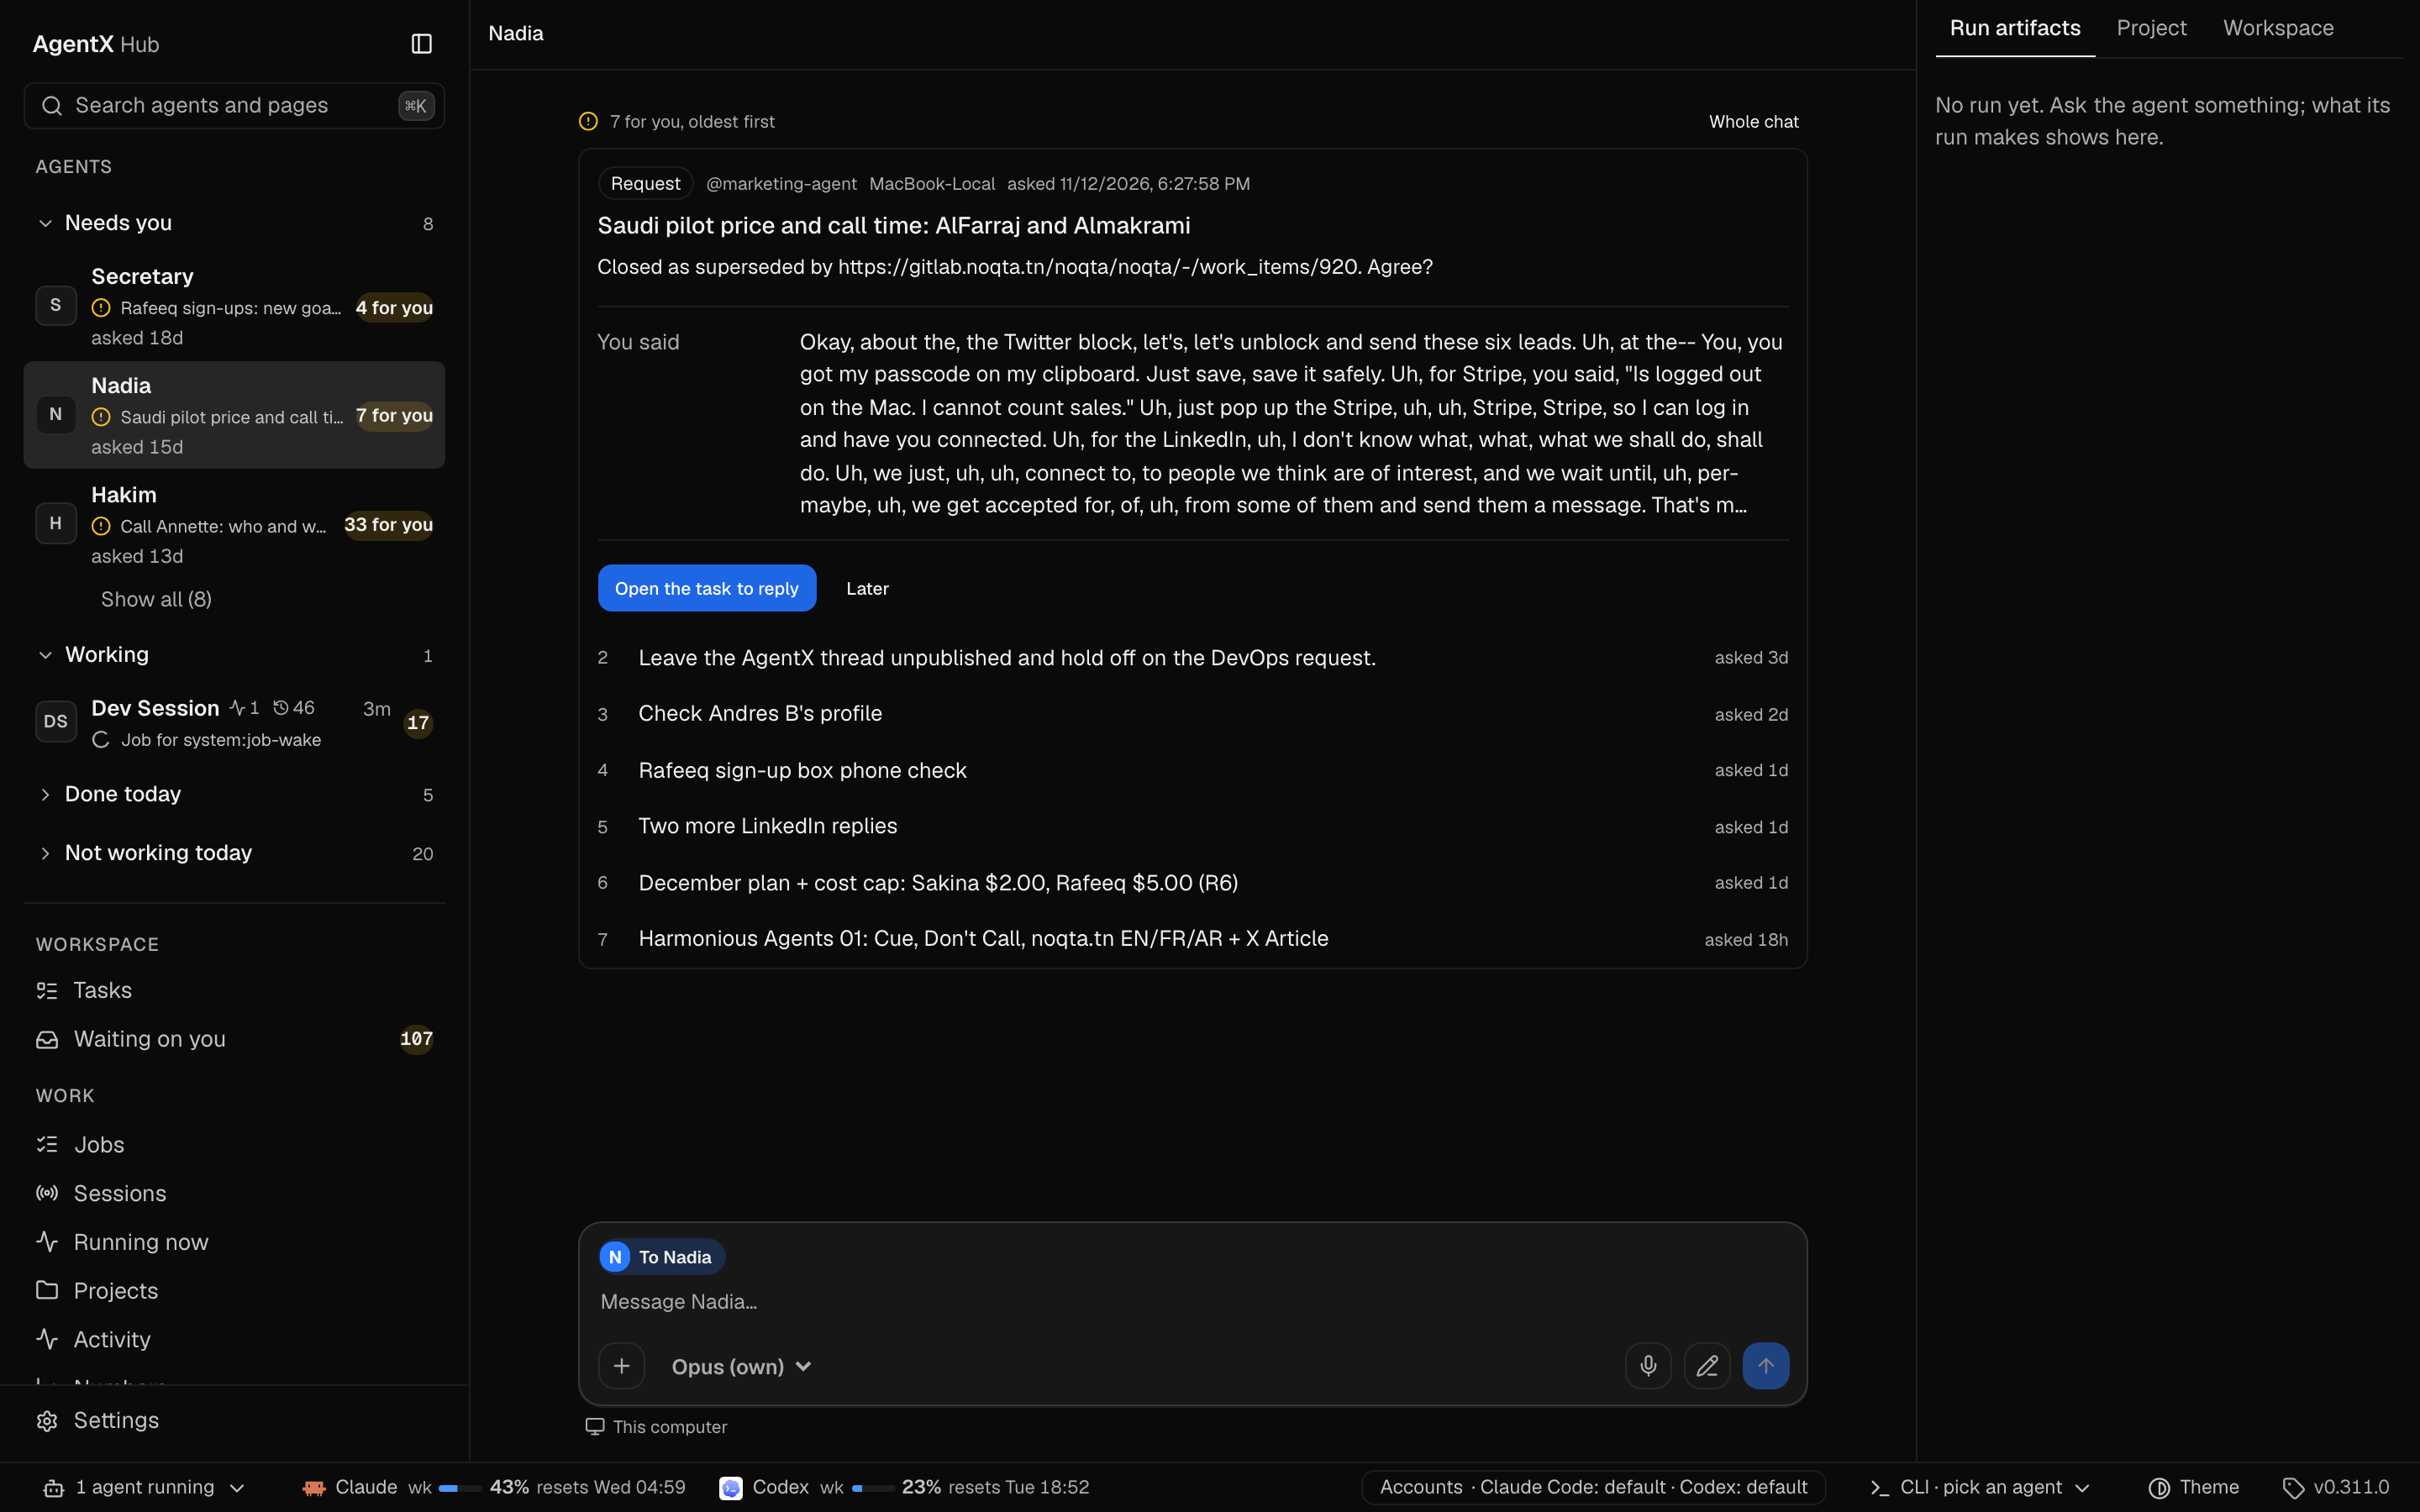 AgentX Hub
Search agents and pages ⌘K
AGENTS
Needs you 8
S
Secretary
Rafeeq sign-ups: new goa... 4 for you
asked 18d
N
Nadia
Saudi pilot price and call ti... 7 for you
asked 15d
H
Hakim
Call Annette: who and w... 33 for you
asked 13d
Show all (8)
Working 1
DS
Dev Session 1 46 3m 17
Job for system:job-wake
Done today 5
Not working today 20
WORKSPACE
Tasks
Waiting on you 107
WORK
Jobs
Sessions
Running now
Projects
Activity
Settings
Nadia
7 for you, oldest first Whole chat
Request @marketing-agent MacBook-Local asked 11/12/2026, 6:27:58 PM
Saudi pilot price and call time: AlFarraj and Almakrami
Closed as superseded by https://gitlab.noqta.tn/noqta/noqta/-/work_items/920. Agree?
You said
Okay, about the, the Twitter block, let's, let's unblock and send these six leads. Uh, at the-- You, you
got my passcode on my clipboard. Just save, save it safely. Uh, for Stripe, you said, "Is logged out
on the Mac. I cannot count sales." Uh, just pop up the Stripe, uh, uh, Stripe, Stripe, so I can log in
and have you connected. Uh, for the LinkedIn, uh, I don't know what, what, what we shall do, shall
do. Uh, we just, uh, uh, connect to, to people we think are of interest, and we wait until, uh, per-
maybe, uh, we get accepted for, of, uh, from some of them and send them a message. That's m...
Open the task to reply Later
2 Leave the AgentX thread unpublished and hold off on the DevOps request. asked 3d
3 Check Andres B's profile asked 2d
4 Rafeeq sign-up box phone check asked 1d
5 Two more LinkedIn replies asked 1d
6 December plan + cost cap: Sakina $2.00, Rafeeq $5.00 (R6) asked 1d
7 Harmonious Agents 01: Cue, Don't Call, noqta.tn EN/FR/AR + X Article asked 18h
N To Nadia
Message Nadia...
Opus (own)
This computer
Run artifacts Project Workspace
No run yet. Ask the agent something; what its
run makes shows here.
1 agent running Claude wk 43% resets Wed 04:59 Codex wk 23% resets Tue 18:52 Accounts · Claude Code: default · Codex: default CLI · pick an agent Theme v0.311.0